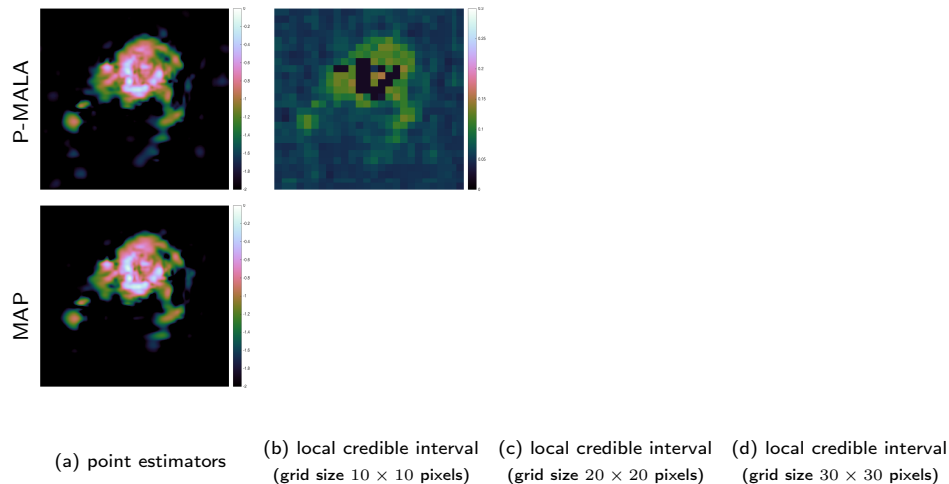 P-MALA
MAP
(a) point estimators
(b) local credible interval
(grid size 10 × 10 pixels)
(c) local credible interval
(grid size 20 × 20 pixels)
(d) local credible interval
(grid size 30 × 30 pixels)